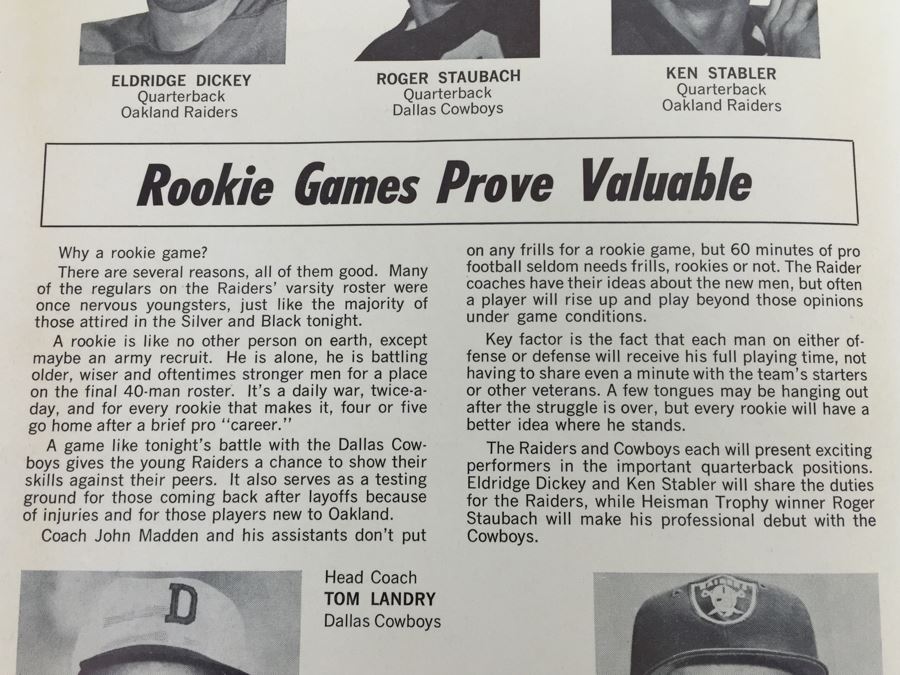 ELDRIDGE DICKEY
Quarterback
Oakland Raiders
ROGER STAUBACH
Quarterback
Dallas Cowboys
KEN STABLER
Quarterback
Oakland Raiders
Rookie Games Prove Valuable
Why a rookie game?
There are several reasons, all of them good. Many
of the regulars on the Raiders' varsity roster were
once nervous youngsters, just like the majority of
those attired in the Silver and Black tonight.
A rookie is like no other person on earth, except
maybe an army recruit. He is alone, he is battling
older, wiser and oftentimes stronger men for a place
on the final 40-man roster. It's a daily war, twice-a-
day, and for every rookie that makes it, four or five
go home after a brief pro "career."
A game like tonight's battle with the Dallas Cow-
boys gives the young Raiders a chance to show their
skills against their peers. It also serves as a testing
ground for those coming back after layoffs because
of injuries and for those players new to Oakland.
Coach John Madden and his assistants don't put
on any frills for a rookie game, but 60 minutes of pro
football seldom needs frills, rookies or not. The Raider
coaches have their ideas about the new men, but often
a player will rise up and play beyond those opinions
under game conditions.
Key factor is the fact that each man on either of-
fense or defense will receive his full playing time, not
having to share even a minute with the team's starters
or other veterans. A few tongues may be hanging out
after the struggle is over, but every rookie will have a
better idea where he stands.
The Raiders and Cowboys each will present exciting
performers in the important quarterback positions.
Eldridge Dickey and Ken Stabler will share the duties
for the Raiders, while Heisman Trophy winner Roger
Staubach will make his professional debut with the
Cowboys.
D
Head Coach
TOM LANDRY
Dallas Cowboys
RAIDERS